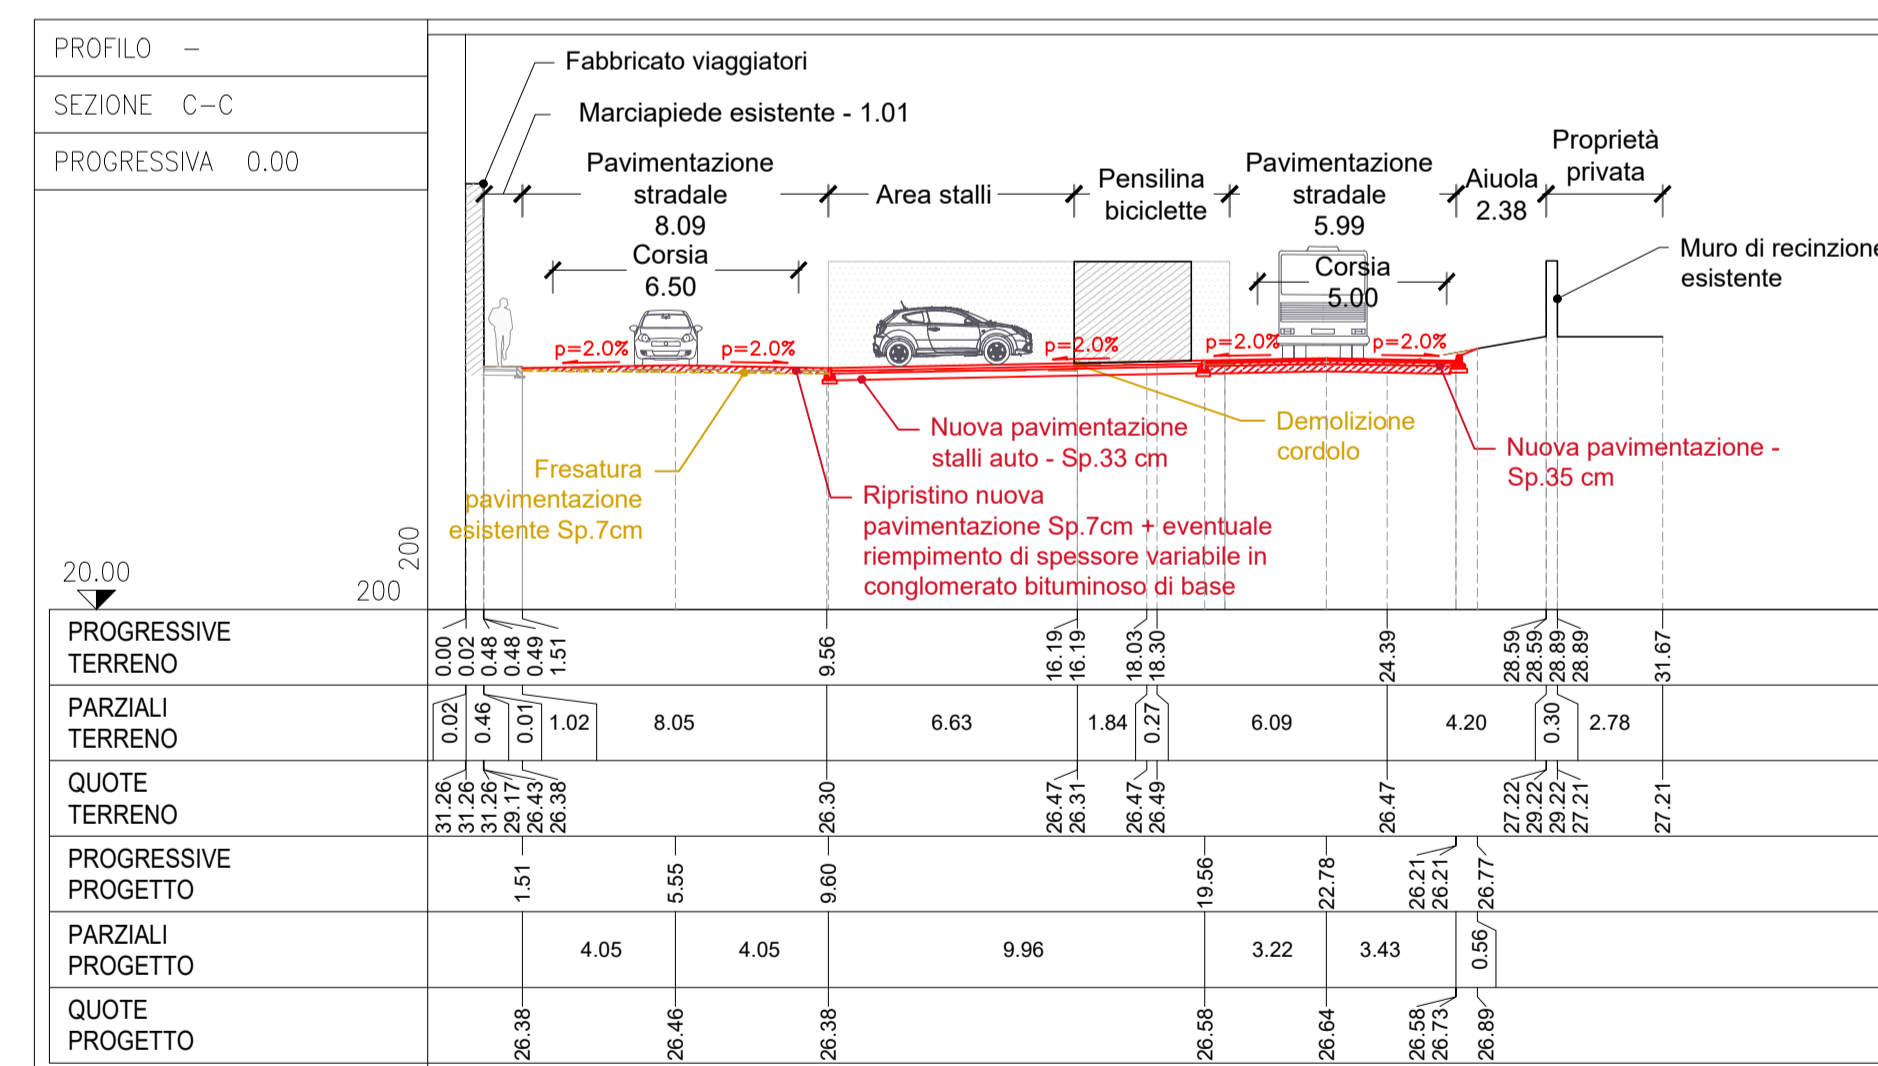 PROFILO –
SEZIONE C–C
PROGRESSIVA 0.00
Fabbricato viaggiatori
Marciapiede esistente - 1.01
Pavimentazione
stradale
8.09
Corsia
6.50
Area stalli
Pensilina
biciclette
Pavimentazione
stradale
5.99
Corsia
5.00
Aiuola
2.38
Proprietà
privata
Muro di recinzione
esistente
p=2.0%
p=2.0%
p=2.0%
p=2.0%
p=2.0%
Fresatura
pavimentazione
esistente Sp.7cm
Nuova pavimentazione
stalli auto - Sp.33 cm
Ripristino nuova
pavimentazione Sp.7cm + eventuale
riempimento di spessore variabile in
conglomerato bituminoso di base
Demolizione
cordolo
Nuova pavimentazione -
Sp.35 cm
20.00
200
200
PROGRESSIVE
TERRENO
0.00 0.02 0.48 0.48 0.49 1.51 9.56 16.19 16.19 18.03 18.30 24.39 28.59 28.59 28.89 28.89 31.67
PARZIALI
TERRENO
0.02 0.46 0.01 1.02 8.05 6.63 1.84 0.27 6.09 4.20 0.30 2.78
QUOTE
TERRENO
31.26 31.26 31.26 29.17 26.43 26.38 26.30 26.47 26.31 26.47 26.49 26.47 27.22 29.22 29.22 27.21 27.21
PROGRESSIVE
PROGETTO
1.51 5.55 9.60 19.56 22.78 26.21 26.21 26.77
PARZIALI
PROGETTO
4.05 4.05 9.96 3.22 3.43 0.56
QUOTE
PROGETTO
26.38 26.46 26.38 26.58 26.64 26.58 26.73 26.89